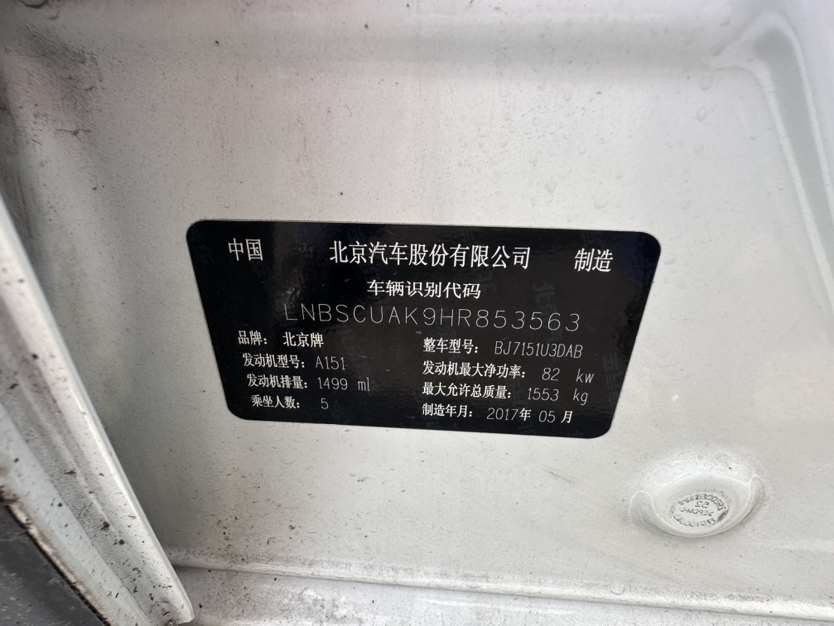 中国 北京汽车股份有限公司 制造
车辆识别代码
LNBSCUAK9HR853563
品牌: 北京牌 整车型号: BJ7151U3DAB
发动机型号: A151 发动机最大净功率: 82 kw
发动机排量: 1499 ml 最大允许总质量: 1553 kg
乘坐人数: 5 制造年月: 2017年 05月